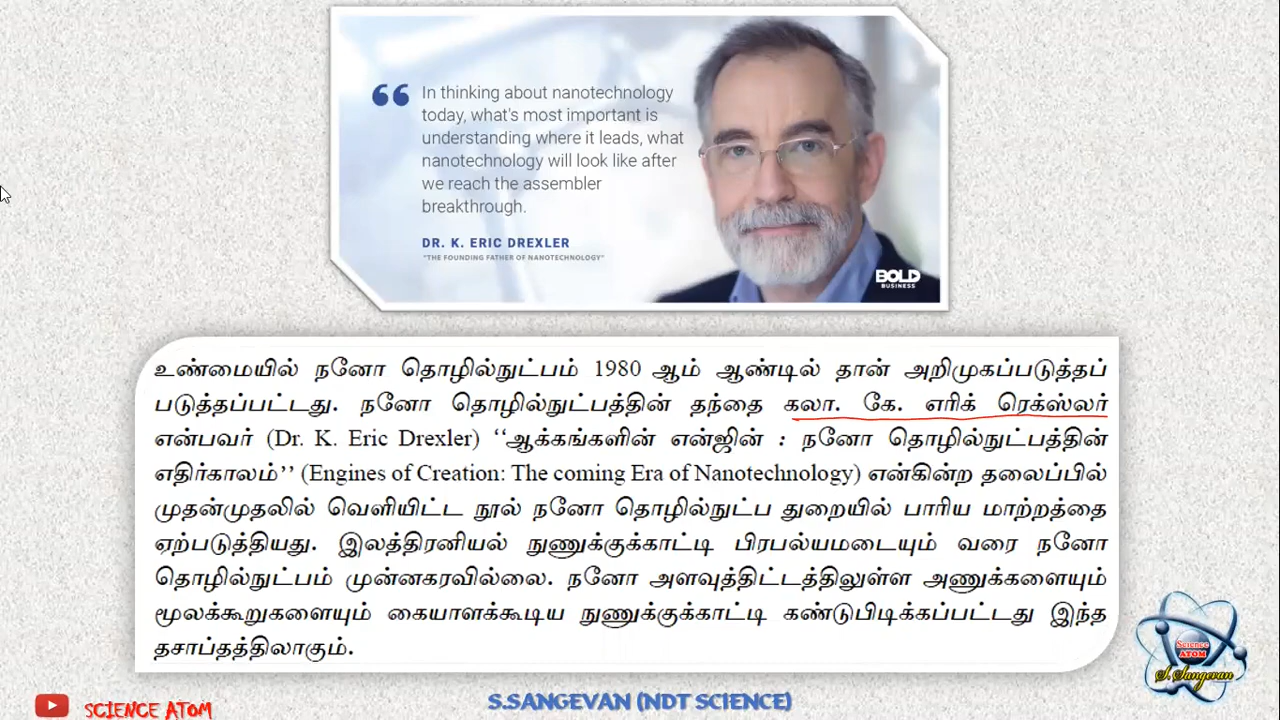 “ In thinking about nanotechnology
today, what's most important is
understanding where it leads, what
nanotechnology will look like after
we reach the assembler
breakthrough.
DR. K. ERIC DREXLER
"THE FOUNDING FATHER OF NANOTECHNOLOGY"
BOLD
BUSINESS
உண்மையில் நனோ தொழில்நுட்பம் 1980 ஆம் ஆண்டில் தான் அறிமுகப்படுத்தப்
படுத்தப்பட்டது. நனோ தொழில்நுட்பத்தின் தந்தை கலா. கே. எரிக் ரெக்ஸ்லர்
என்பவர் (Dr. K. Eric Drexler) ‘‘ஆக்கங்களின் என்ஜின் : நனோ தொழில்நுட்பத்தின்
எதிர்காலம்’’ (Engines of Creation: The coming Era of Nanotechnology) என்கின்ற தலைப்பில்
முதன்முதலில் வெளியிட்ட நூல் நனோ தொழில்நுட்ப துறையில் பாரிய மாற்றத்தை
ஏற்படுத்தியது. இலத்திரனியல் நுணுக்குக்காட்டி பிரபல்யமடையும் வரை நனோ
தொழில்நுட்பம் முன்னகரவில்லை. நனோ அளவுத்திட்டத்திலுள்ள அணுக்களையும்
மூலக்கூறுகளையும் கையாளக்கூடிய நுணுக்குக்காட்டி கண்டுபிடிக்கப்பட்டது இந்த
தசாப்தத்திலாகும்.
Science
ATOM
S. Sangevan
SCIENCE ATOM
S.SANGEVAN (NDT SCIENCE)